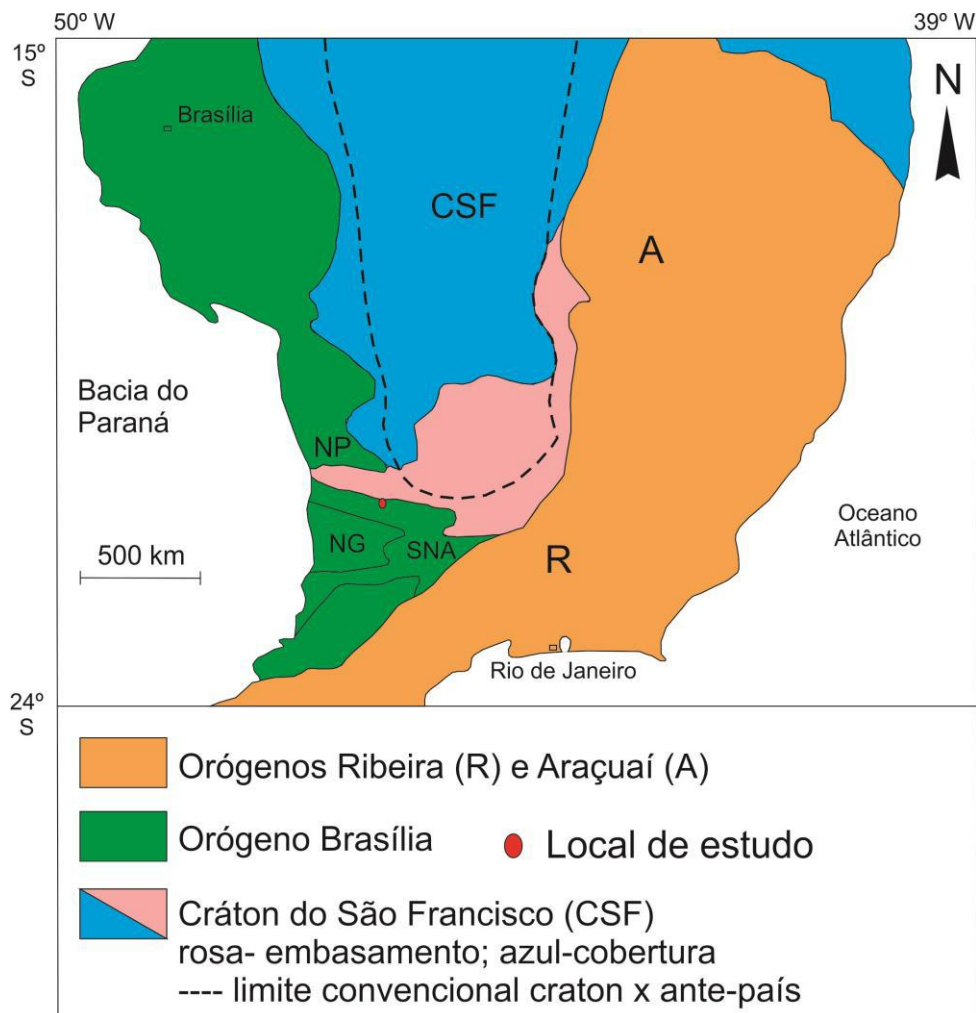 50º W
39º W
15º
S
Brasília
N
CSF
A
Bacia do
Paraná
NP
Oceano
Atlântico
NG
SNA
500 km
R
Rio de Janeiro
24º
S
Orógenos Ribeira (R) e Araçuaí (A)
Orógeno Brasília
Local de estudo
Cráton do São Francisco (CSF)
rosa- embasamento; azul-cobertura
---- limite convencional craton x ante-país